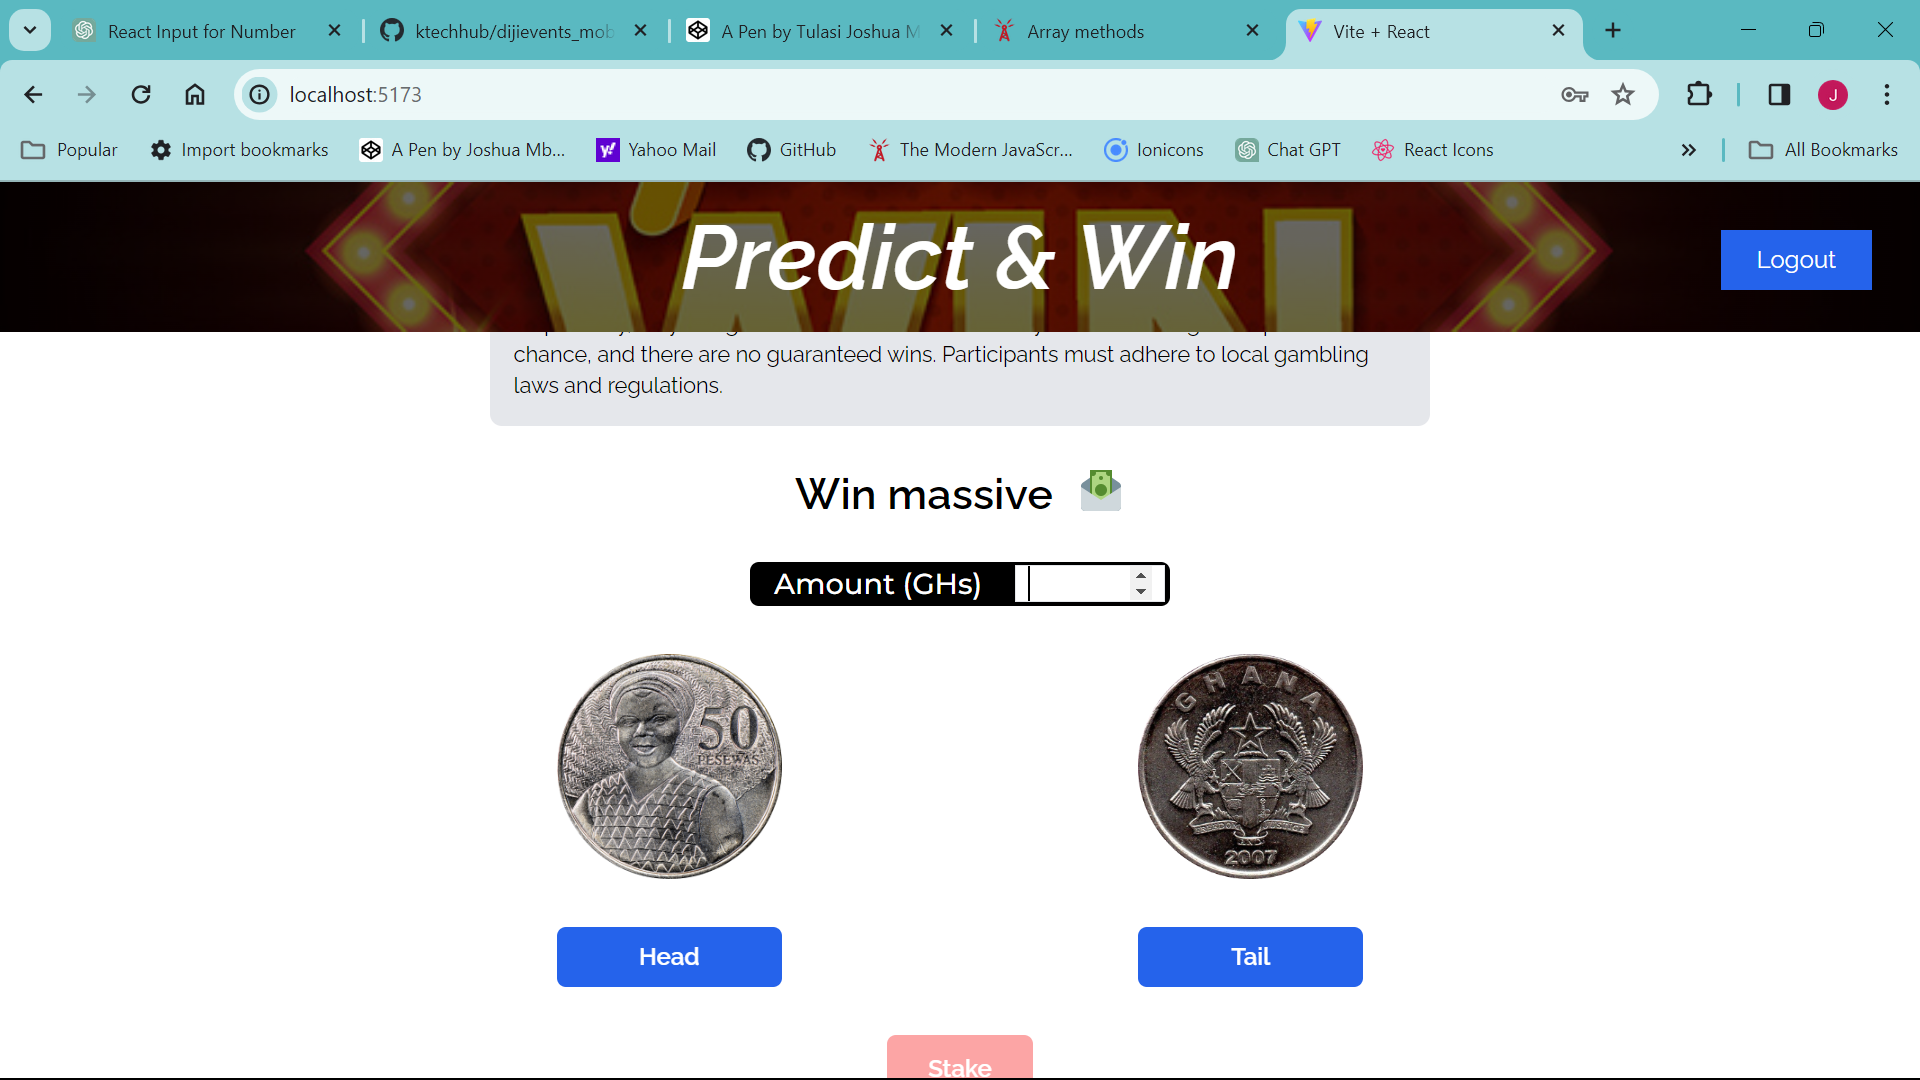 React Input for Number
ktechhub/dijievents_mob
A Pen by Tulasi Joshua M
Array methods
Vite + React
localhost:5173
J
Popular
Import bookmarks
A Pen by Joshua Mb...
Yahoo Mail
GitHub
The Modern JavaScr...
Ionicons
Chat GPT
React Icons
All Bookmarks
Predict & Win
Logout
chance, and there are no guaranteed wins. Participants must adhere to local gambling
laws and regulations.
Win massive
Amount (GHs)
50
PESEWAS
GHANA
FREEDOM AND JUSTICE
2007
Head
Tail
Stake